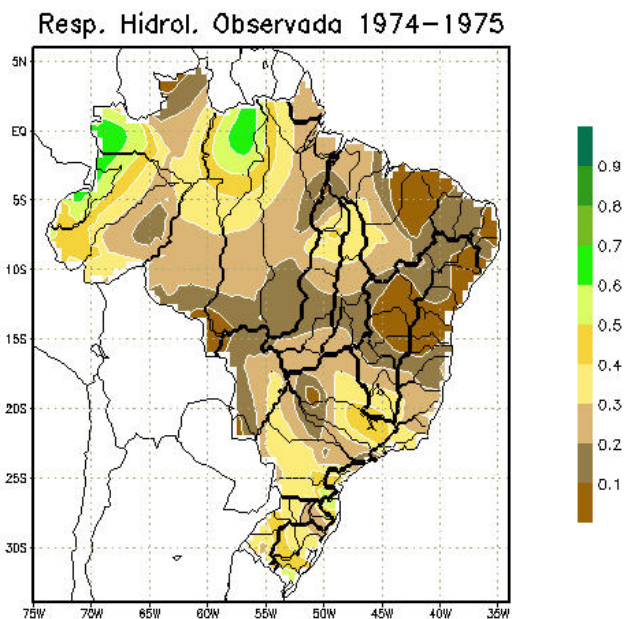 Resp. Hidrol. Observada 1974–1975
5N
EQ
5S
10S
15S
20S
25S
30S
75W 70W 65W 60W 55W 50W 45W 40W 35W
0.9
0.8
0.7
0.6
0.5
0.4
0.3
0.2
0.1